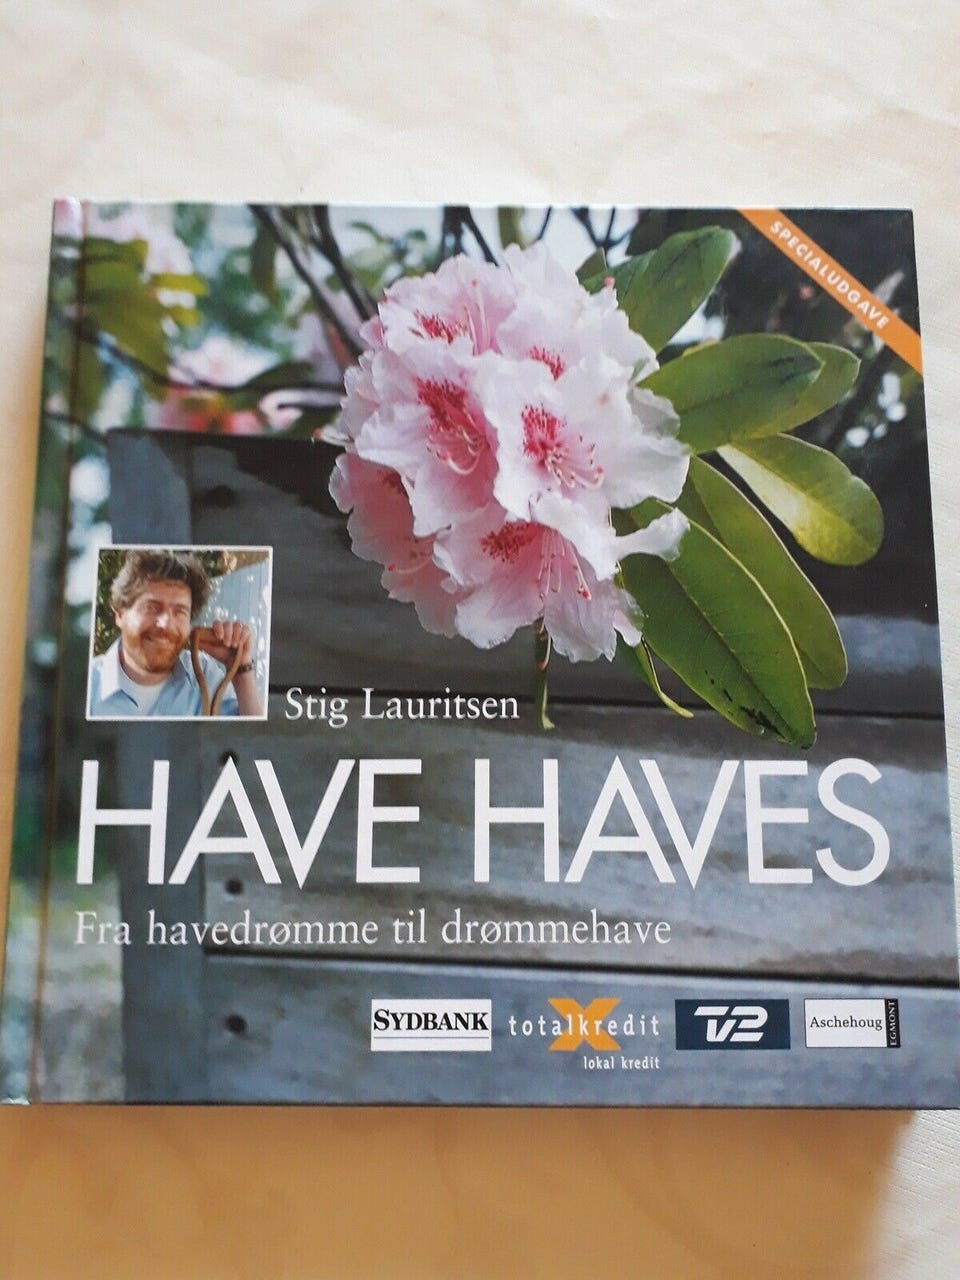 SPECIALUDGAVE
Stig Lauritsen
HAVE HAVES
Fra havedrømme til drømmehave
SYDBANK
totalkredit
lokal kredit
TV2
Aschehoug
EGMONT